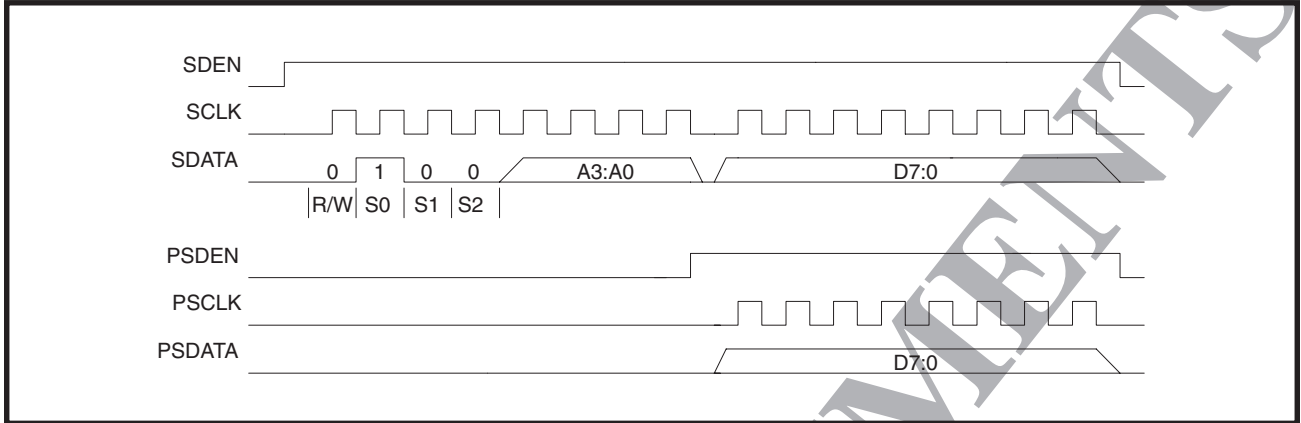 SDEN
SCLK
SDATA 0 1 0 0 A3:A0 D7:0
R/W S0 S1 S2
PSDEN
PSCLK
PSDATA D7:0